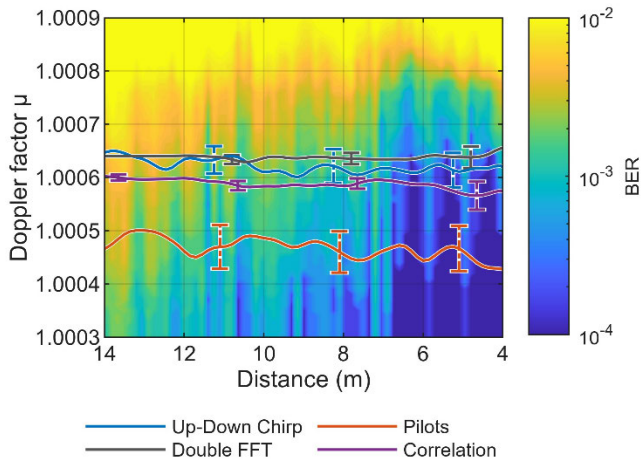 1.0009
1.0008
1.0007
1.0006
1.0005
1.0004
1.0003
Doppler factor μ
14 12 10 8 6 4
Distance (m)
10⁻²
10⁻³
10⁻⁴
BER
Up-Down Chirp Pilots
Double FFT Correlation